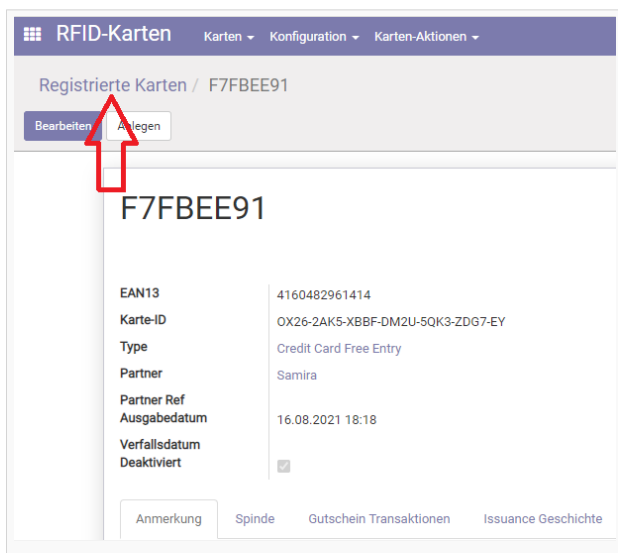 RFID-Karten Karten Konfiguration Karten-Aktionen
Registrierte Karten / F7FBEE91
Bearbeiten Anlegen
F7FBEE91
EAN13 4160482961414
Karte-ID OX26-2AK5-XBBF-DM2U-5QK3-ZDG7-EY
Type Credit Card Free Entry
Partner Samira
Partner Ref
Ausgabedatum 16.08.2021 18:18
Verfallsdatum
Deaktiviert
Anmerkung Spinde Gutschein Transaktionen Issuance Geschichte